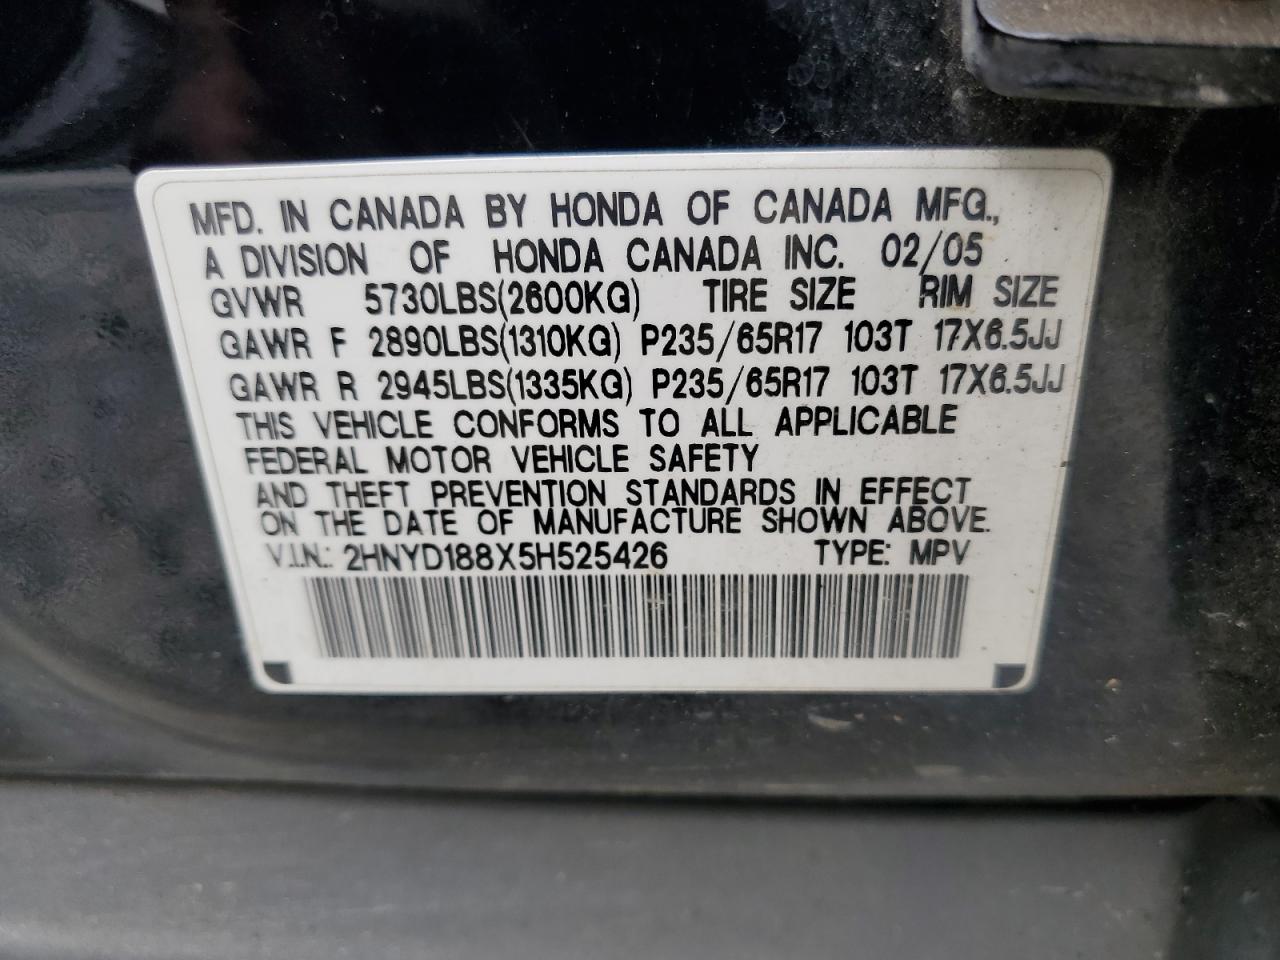 MFD. IN CANADA BY HONDA OF CANADA MFG.,
A DIVISION OF HONDA CANADA INC. 02/05
GVWR 5730LBS(2600KG) TIRE SIZE RIM SIZE
GAWR F 2890LBS(1310KG) P235/65R17 103T 17X6.5JJ
GAWR R 2945LBS(1335KG) P235/65R17 103T 17X6.5JJ
THIS VEHICLE CONFORMS TO ALL APPLICABLE
FEDERAL MOTOR VEHICLE SAFETY
AND THEFT PREVENTION STANDARDS IN EFFECT
ON THE DATE OF MANUFACTURE SHOWN ABOVE.
V.I.N.: 2HNYD188X5H525426 TYPE: MPV